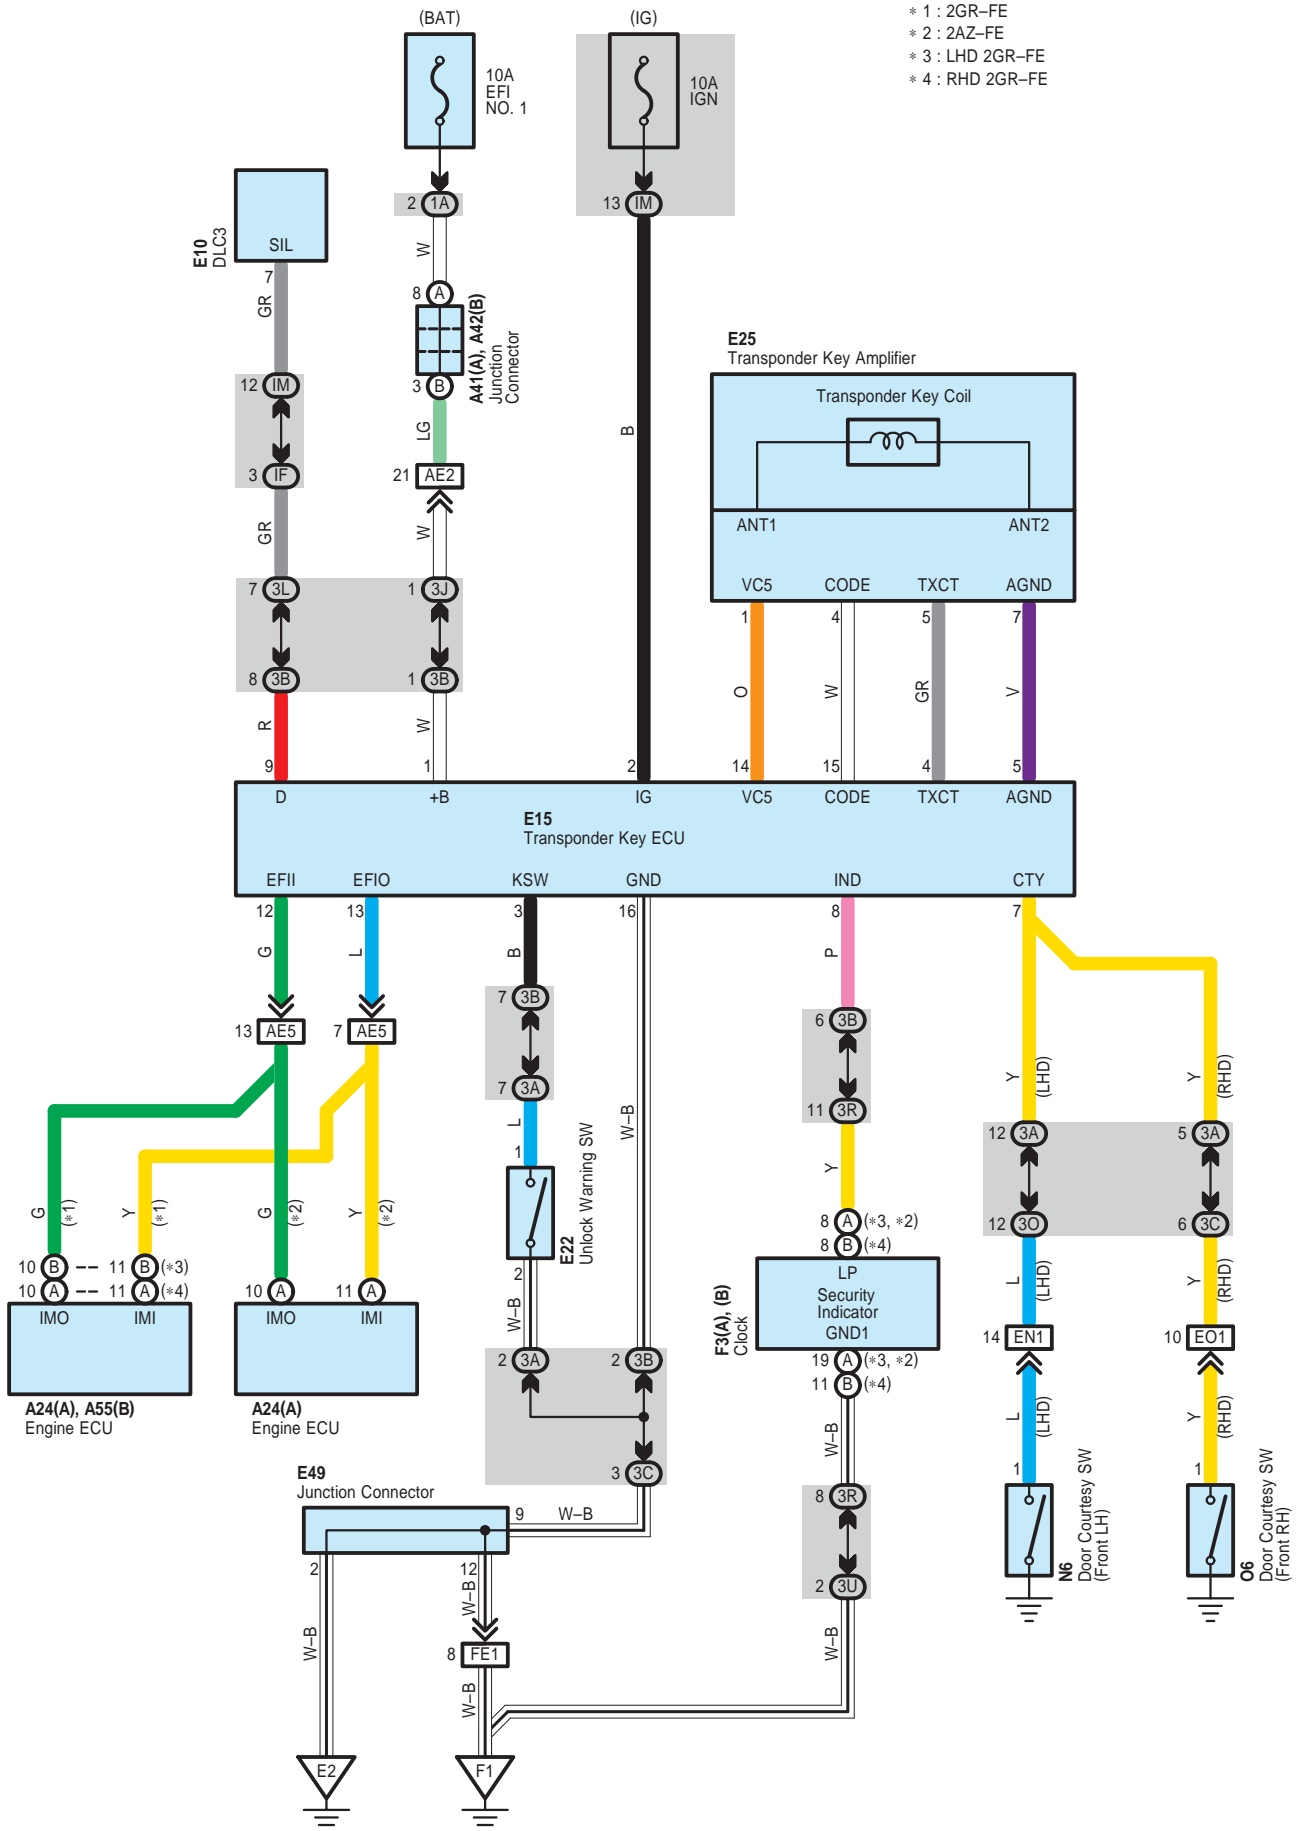 (BAT)
(IG)
∗ 1 : 2GR–FE
∗ 2 : 2AZ–FE
∗ 3 : LHD 2GR–FE
∗ 4 : RHD 2GR–FE
10A
EFI
NO. 1
10A
IGN
2 1A
13 IM
E10
DLC3
SIL
7
GR
W
8 A
A41(A), A42(B)
Junction
Connector
3 B
12 IM
LG
B
3 IF
21 AE2
GR
W
7 3L
1 3J
8 3B
1 3B
R
W
9
1
2
E25
Transponder Key Amplifier
Transponder Key Coil
ANT1
ANT2
VC5
CODE
TXCT
AGND
1
4
5
7
O
W
GR
V
14
15
4
5
D
+B
IG
VC5
CODE
TXCT
AGND
E15
Transponder Key ECU
EFII
EFIO
KSW
GND
IND
CTY
12
13
3
16
8
7
G
L
B
P
7 3B
6 3B
13 AE5
7 AE5
7 3A
11 3R
L
W–B
Y
Y
(LHD)
Y
(RHD)
12 3A
5 3A
1
E22
Unlock Warning SW
2
W–B
G
(∗1)
Y
(∗1)
G
(∗2)
Y
(∗2)
12 3O
6 3C
8 A (∗3, ∗2)
8 B (∗4)
10 B 11 B (∗3)
10 A 11 A (∗4)
10 A
11 A
IMO
IMI
IMO
IMI
LP
Security
Indicator
GND1
F3(A), (B)
Clock
L
(LHD)
Y
(RHD)
14 EN1
10 EO1
2 3A
2 3B
19 A (∗3, ∗2)
11 B (∗4)
A24(A), A55(B)
Engine ECU
A24(A)
Engine ECU
L
(LHD)
Y
(RHD)
W–B
3 3C
1
1
E49
Junction Connector
8 3R
9
W–B
N6
Door Courtesy SW
(Front LH)
O6
Door Courtesy SW
(Front RH)
2
12
W–B
2 3U
W–B
8 FE1
W–B
W–B
E2
F1